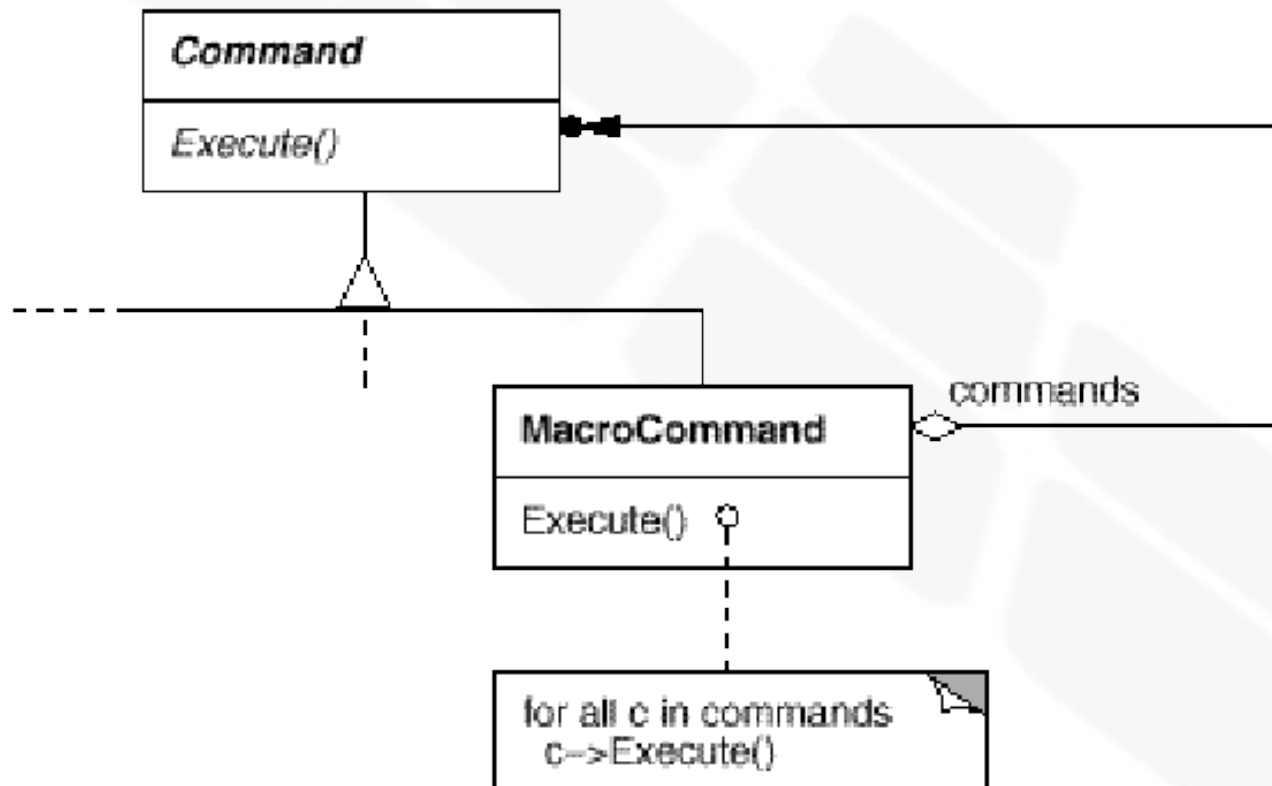 Command
Execute()
commands
MacroCommand
Execute()
for all c in commands
c->Execute()